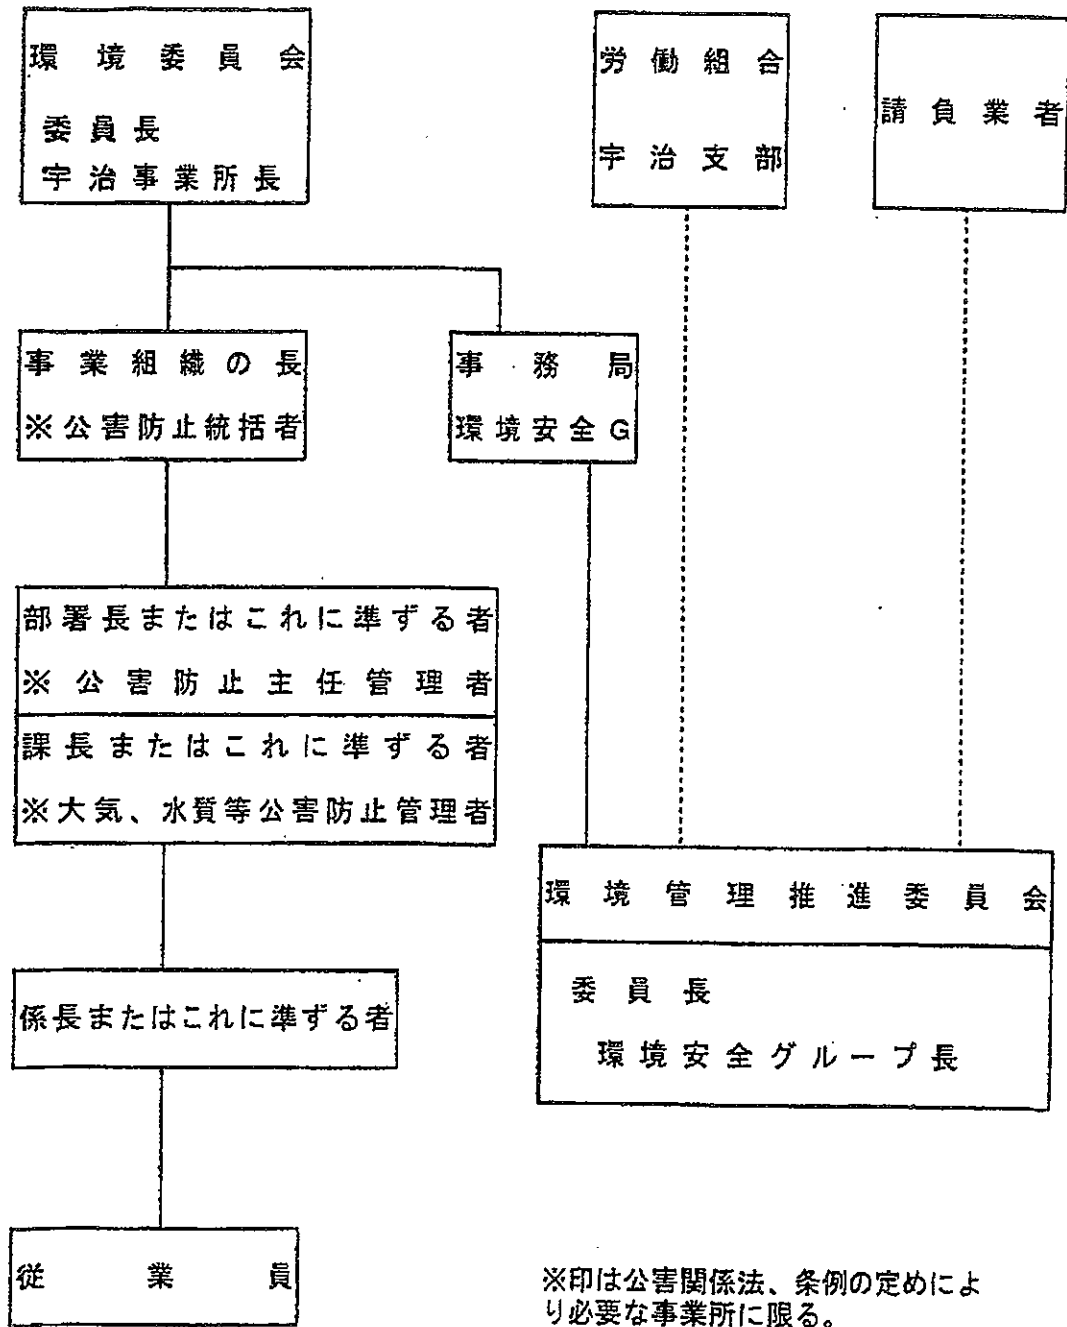 環境委員会
委員長
宇治事業所長
労働組合
宇治支部
請負業者
事業組織の長
※公害防止統括者
事務局
環境安全G
部署長またはこれに準ずる者
※公害防止主任管理者
課長またはこれに準ずる者
※大気、水質等公害防止管理者
環境管理推進委員会
委員長
環境安全グループ長
係長またはこれに準ずる者
従業員
※印は公害関係法、条例の定めによ
り必要な事業所に限る。